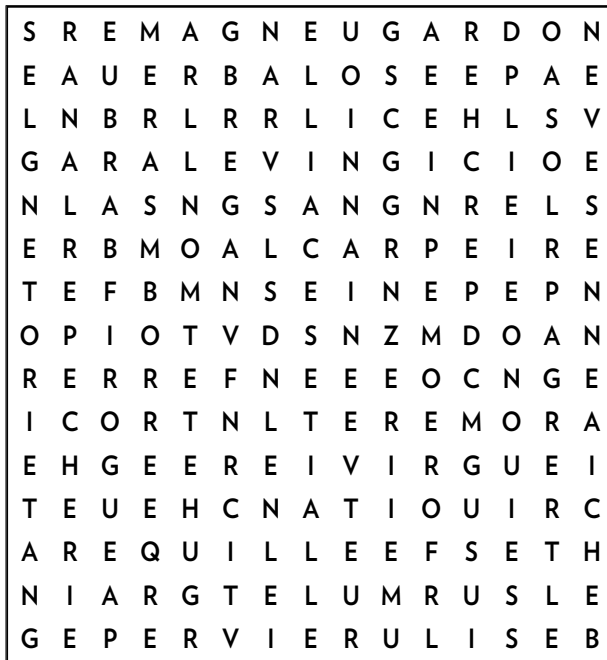 S R E M A G N E U G A R D O N
E A U E R B A L O S E E P A E
L N B R L R R L I C E H L S V
G A R A L E V I N G I C I O E
N L A S N G S A N G N R E L S
E R B M O A L C A R P E I R E
T E F B M N S E I N E P E P N
O P I O T V D S N Z M D O A N
R E R R E F N E E E O C N G E
I C O R T N L T E R E M O R A
E H G E E R E I V I R G U E I
T E U E H C N A T I O U I R C
A R E Q U I L L E E F S E T H
N I A R G T E L U M R U S L E
G E P E R V I E R U L I S E B